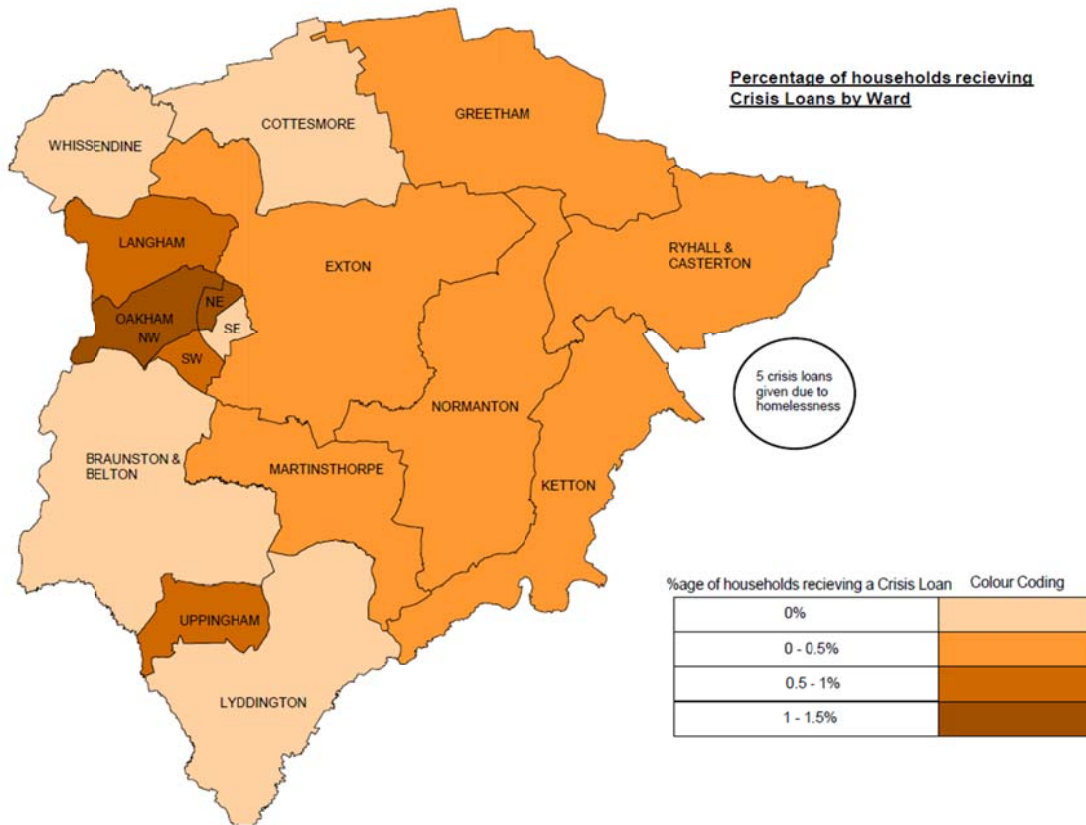 Percentage of households recieving
Crisis Loans by Ward
GREETHAM
COTTESMORE
WHISSENDINE
LANGHAM
EXTON
RYHALL &
CASTERTON
NE
OAKHAM
NW
SE
SW
5 crisis loans
given due to
homelessness
NORMANTON
BRAUNSTON &
BELTON
MARTINSTHORPE
KETTON
UPPINGHAM
LYDDINGTON
%age of households recieving a Crisis Loan Colour Coding
0%
0 - 0.5%
0.5 - 1%
1 - 1.5%